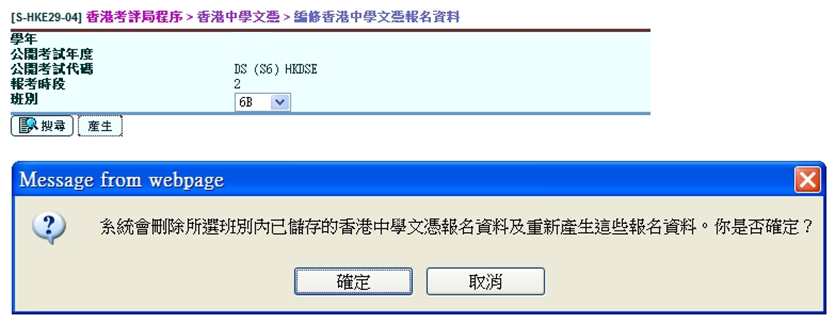 [S-HKE29-04] 香港考評局程序 > 香港中學文憑 > 編修香港中學文憑報名資料
學年
公開考試年度
公開考試代碼 DS (S6) HKDSE
報考時段 2
班別 6B
搜尋 產生
Message from webpage
系統會刪除所選班別內已儲存的香港中學文憑報名資料及重新產生這些報名資料。你是否確定？
確定 取消